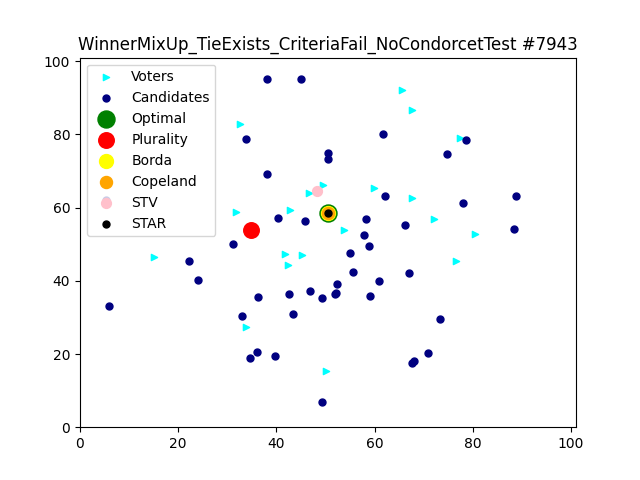 WinnerMixUp_TieExists_CriteriaFail_NoCondorcetTest #7943
100
80
60
40
20
0
Voters
Candidates
Optimal
Plurality
Borda
Copeland
STV
STAR
0 20 40 60 80 100